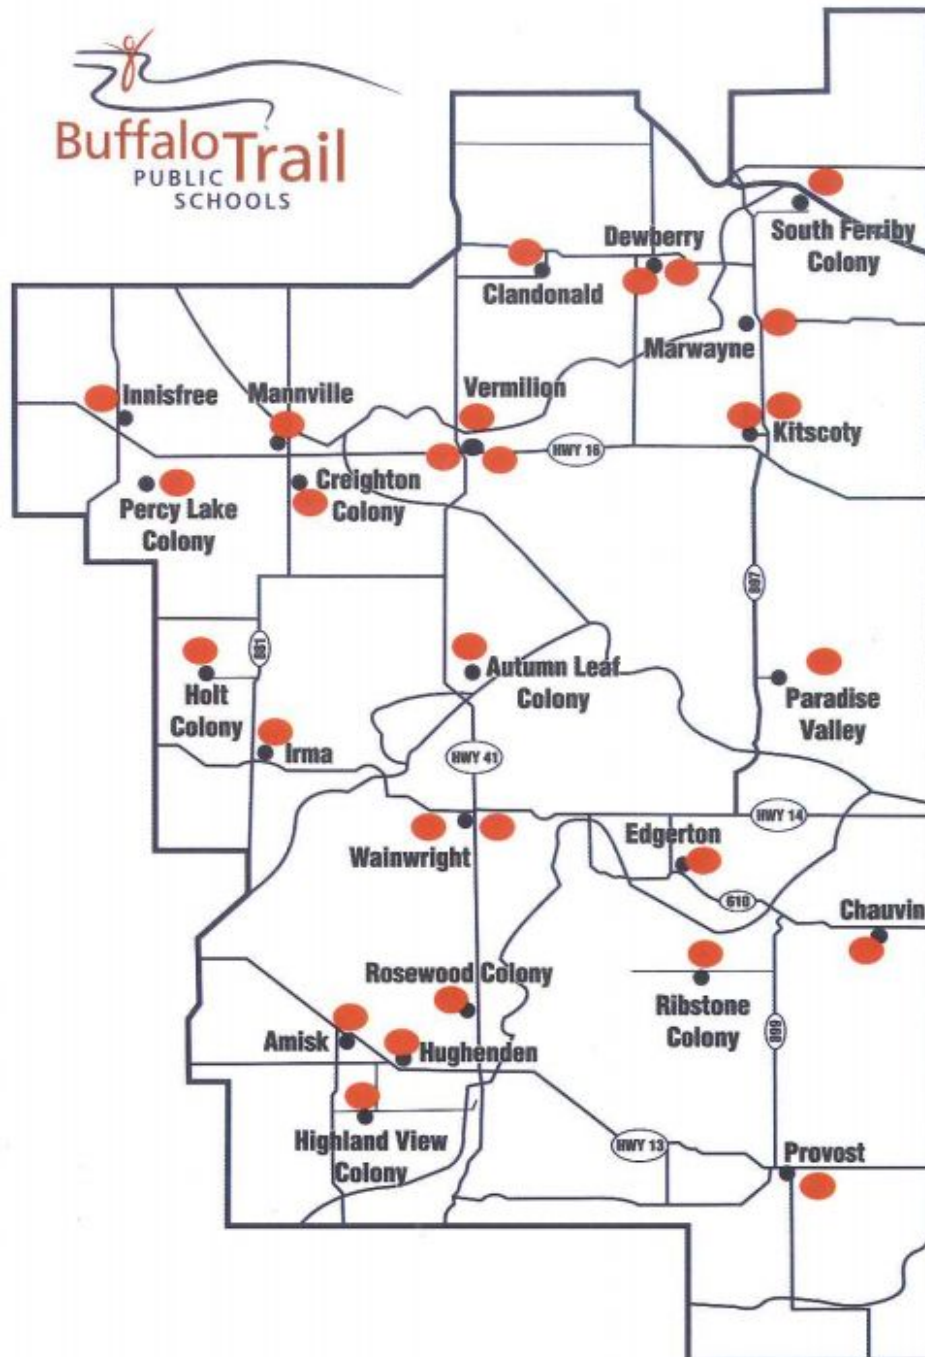 Buffalo Trail
PUBLIC
SCHOOLS
South Ferriby
Colony
Dewberry
Clandonald
Marwayne
Innisfree
Mannville
Vermilion
HWY 16
Kitscoty
Percy Lake
Colony
Creighton
Colony
897
881
Holt
Colony
Autumn Leaf
Colony
Paradise
Valley
Irma
HWY 41
HWY 14
Wainwright
Edgerton
610
Chauvin
Rosewood Colony
Ribstone
Colony
899
Amisk
Hughenden
Highland View
Colony
HWY 13
Provost